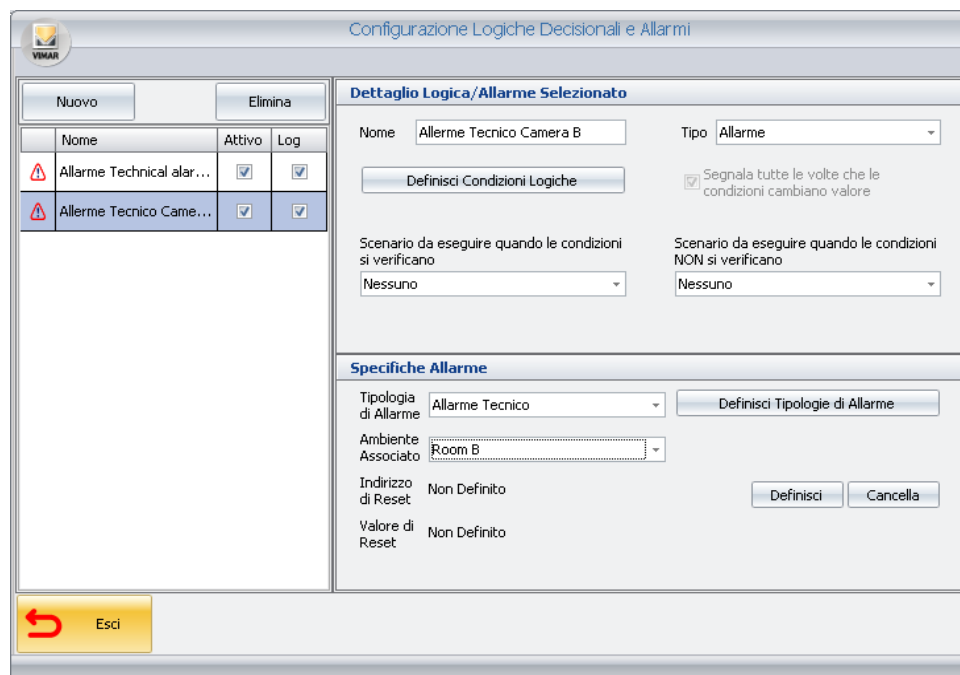 Configurazione Logiche Decisionali e Allarmi
VIMAR
Nuovo
Elimina
Nome
Attivo
Log
Allarme Technical alar...
Allerme Tecnico Came...
Dettaglio Logica/Allarme Selezionato
Nome
Allerme Tecnico Camera B
Tipo
Allarme
Definisci Condizioni Logiche
Segnala tutte le volte che le
condizioni cambiano valore
Scenario da eseguire quando le condizioni
si verificano
Nessuno
Scenario da eseguire quando le condizioni
NON si verificano
Nessuno
Specifiche Allarme
Tipologia
di Allarme
Allarme Tecnico
Definisci Tipologie di Allarme
Ambiente
Associato
Room B
Indirizzo
di Reset
Non Definito
Definisci
Cancella
Valore di
Reset
Non Definito
Esci